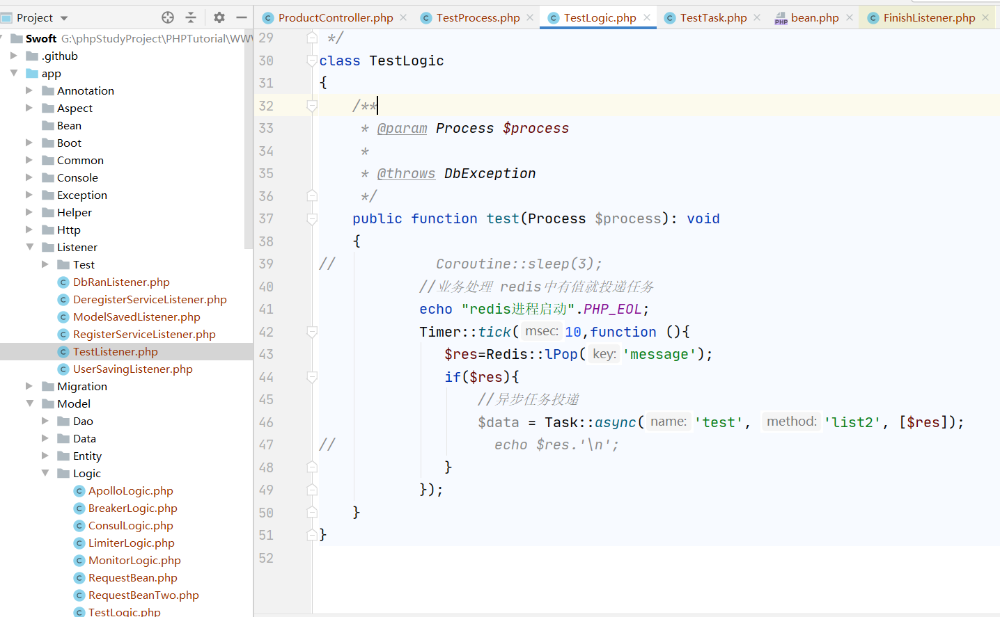 Project
Swoft G:\phpStudyProject\PHPTutorial\WWW
.github
app
Annotation
Aspect
Bean
Boot
Common
Console
Exception
Helper
Http
Listener
Test
DbRanListener.php
DeregisterServiceListener.php
ModelSavedListener.php
RegisterServiceListener.php
TestListener.php
UserSavingListener.php
Migration
Model
Dao
Data
Entity
Logic
ApolloLogic.php
BreakerLogic.php
ConsulLogic.php
LimiterLogic.php
MonitorLogic.php
RequestBean.php
RequestBeanTwo.php
TestLogic.php
ProductController.php TestProcess.php TestLogic.php TestTask.php bean.php FinishListener.php
29 */
30 class TestLogic
31 {
32 /**
33 * @param Process $process
34 *
35 * @throws DbException
36 */
37 public function test(Process $process): void
38 {
39 // Coroutine::sleep(3);
40 //业务处理 redis中有值就投递任务
41 echo "redis进程启动".PHP_EOL;
42 Timer::tick( msec: 10,function (){
43 $res=Redis::lPop( key: 'message');
44 if($res){
45 //异步任务投递
46 $data = Task::async( name: 'test', method: 'list2', [$res]);
47 // echo $res.'\n';
48 }
49 });
50 }
51 }
52